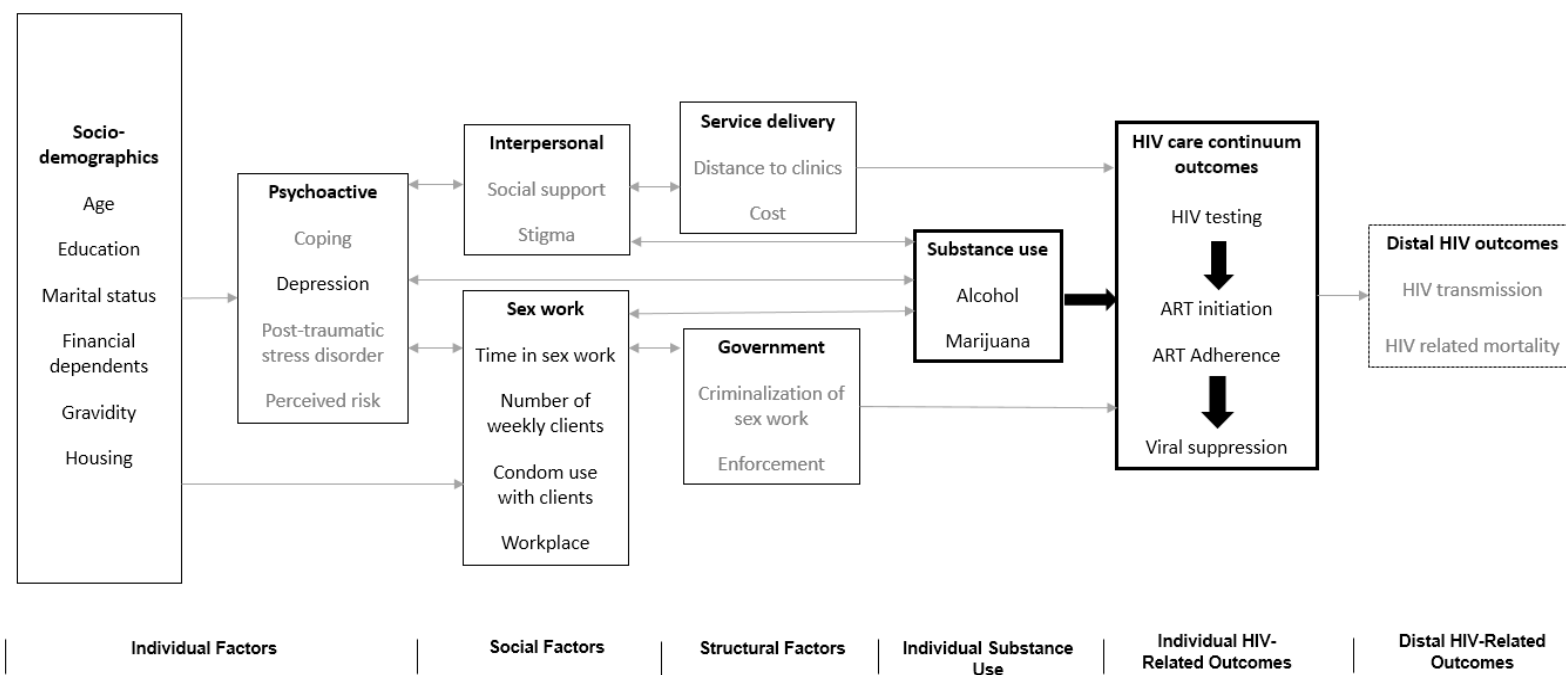 Socio-
demographics
Age
Education
Marital status
Financial
dependents
Gravidity
Housing
Psychoactive
Coping
Depression
Post-traumatic
stress disorder
Perceived risk
Interpersonal
Social support
Stigma
Sex work
Time in sex work
Number of
weekly clients
Condom use
with clients
Workplace
Service delivery
Distance to clinics
Cost
Government
Criminalization of
sex work
Enforcement
Substance use
Alcohol
Marijuana
HIV care continuum
outcomes
HIV testing
ART initiation
ART Adherence
Viral suppression
Distal HIV outcomes
HIV transmission
HIV related mortality
Individual Factors
Social Factors
Structural Factors
Individual Substance
Use
Individual HIV-
Related Outcomes
Distal HIV-Related
Outcomes